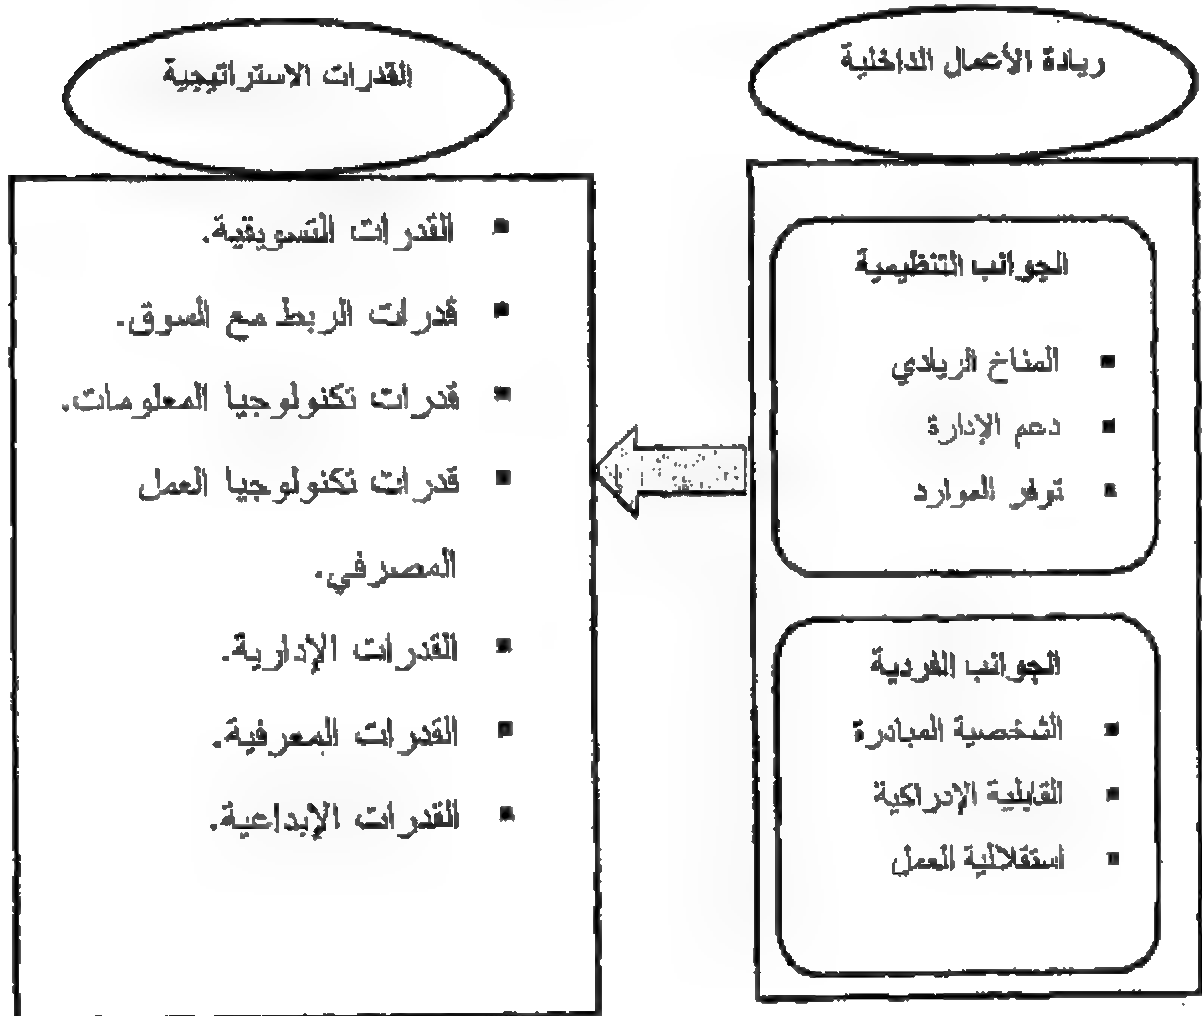 ريادة الأعمال الداخلية
الجوانب التنظيمية
▪ المناخ الريادي
▪ دعم الإدارة
▪ توفر الموارد
الجوانب الفردية
▪ الشخصية المبادرة
▪ القابلية الإدراكية
▪ استقلالية العمل
القدرات الاستراتيجية
▪ القدرات التسويقية.
▪ قدرات الربط مع السوق.
▪ قدرات تكنولوجيا المعلومات.
▪ قدرات تكنولوجيا العمل
المصرفي.
▪ القدرات الإدارية.
▪ القدرات المعرفية.
▪ القدرات الإبداعية.